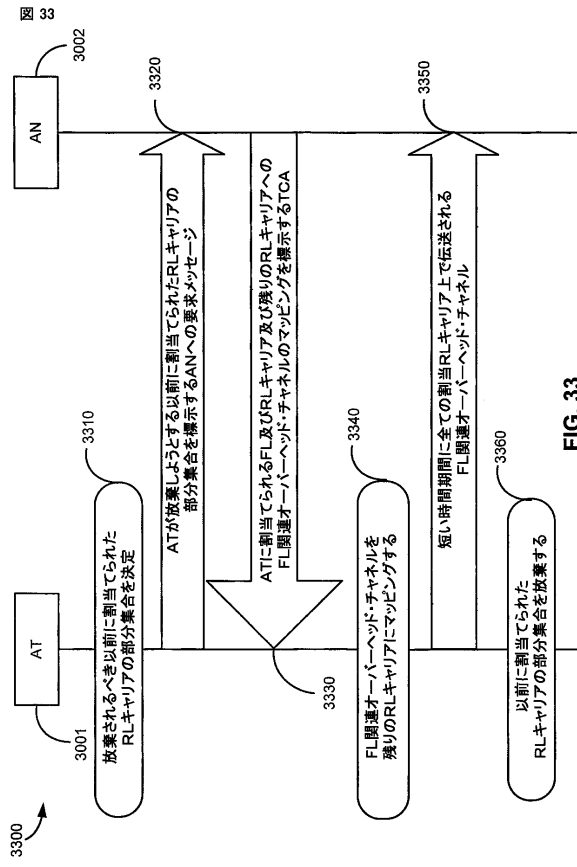 図 33
3300
AT
3001
AN
3002
3310
放棄されるべき以前に割当てられた
RLキャリアの部分集合を決定
ATが放棄しようとする以前に割当てられたRLキャリアの
部分集合を標示するANへの要求メッセージ
3320
ATに割当てられるFL及びRLキャリア及び残りのRLキャリアへの
FL関連オーバーヘッド・チャネルのマッピングを標示するTCA
3330
3340
FL関連オーバーヘッド・チャネルを
残りのRLキャリアにマッピングする
短い時間期間に全ての割当RLキャリア上で伝送される
FL関連オーバーヘッド・チャネル
3350
3360
以前に割当てられた
RLキャリアの部分集合を放棄する
FIG. 33